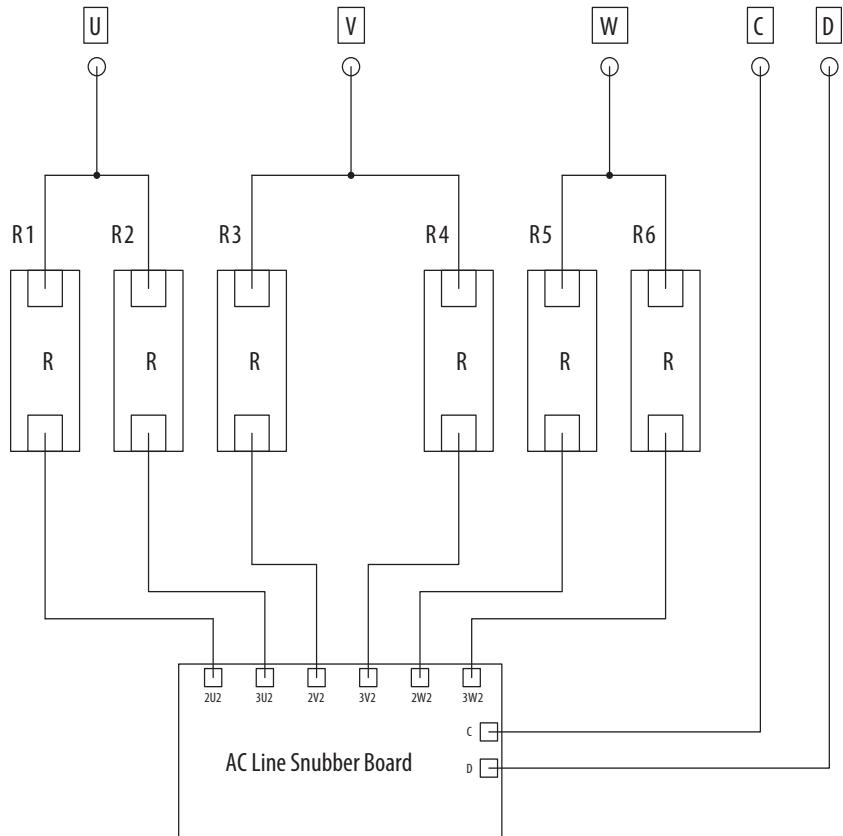 U V W C D
R1 R2 R3 R4 R5 R6
R R R R R R
2U2 3U2 2V2 3V2 2W2 3W2
C
AC Line Snubber Board
D